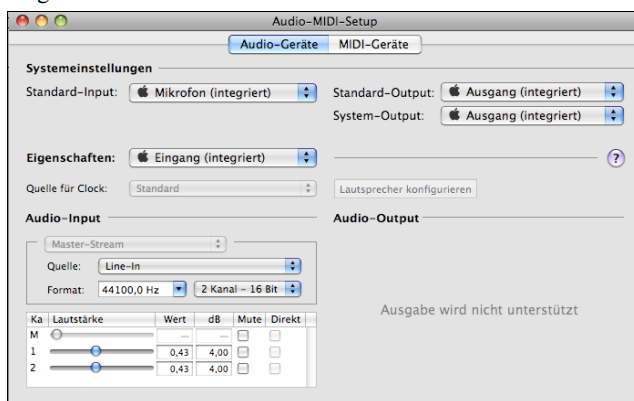 Audio-MIDI-Setup
Audio-Geräte MIDI-Geräte
Systemeinstellungen
Standard-Input: Mikrofon (integriert) Standard-Output: Ausgang (integriert)
System-Output: Ausgang (integriert)
Eigenschaften: Eingang (integriert) ?
Quelle für Clock: Standard Lautsprecher konfigurieren
Audio-Input Audio-Output
Master-Stream
Quelle: Line-In
Format: 44100,0 Hz 2 Kanal - 16 Bit
Ausgabe wird nicht unterstützt
Ka Lautstärke Wert dB Mute Direkt
M — —
1 0,43 4,00
2 0,43 4,00